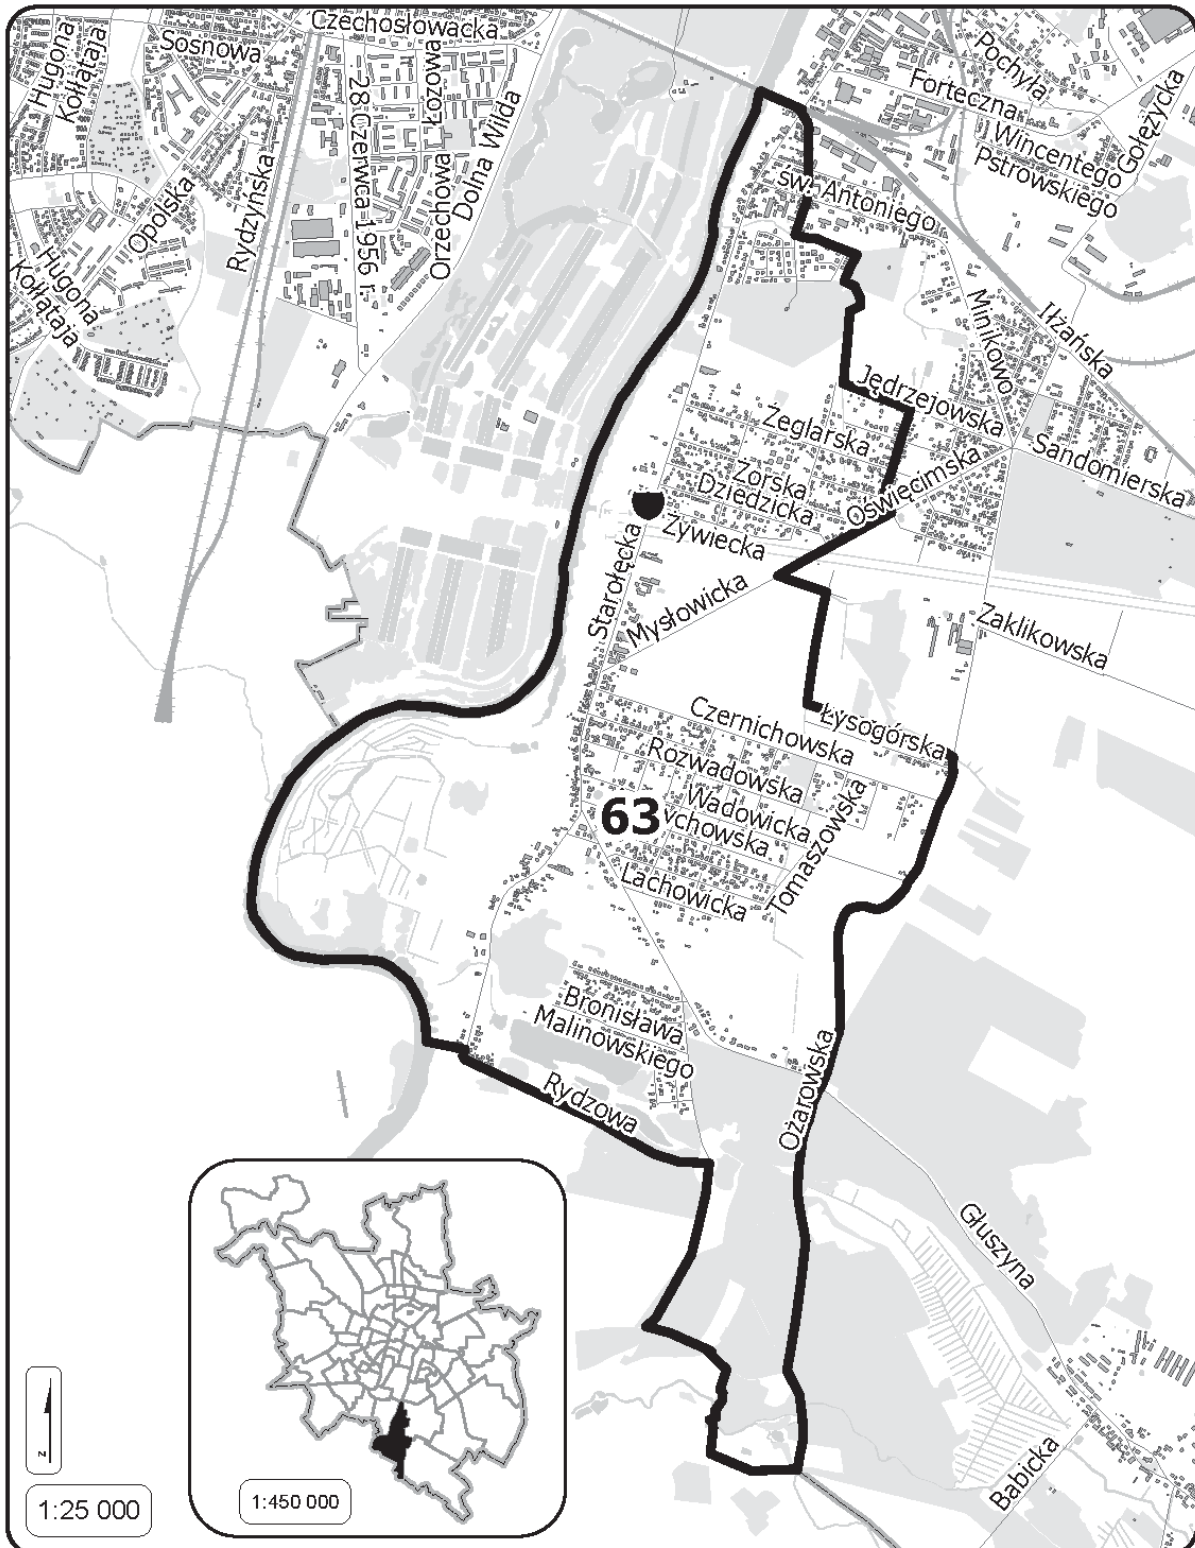 Czechosłowacka
Sosnowa
Hugona
Kołłątaja
28 Czerwca 1956 r.
Łozowa
Dolna Wilda
Orzechowa
Rydzyńska
Opolska
Hugona
Kołłątaja
Pochyła
Forteczna
Wincentego
Pstrowskiego
Gołężycka
św. Antoniego
Minikowo
Iłżańska
Jędrzejowska
Żeglarska
Sandomierska
Oświęcimska
Żorska
Dziedzicka
Żywiecka
Starołęcka
Mysłowicka
Zaklikowska
Łysogórska
Czernichowska
Rozwadowska
Wadowicka
63
chowska
Tomaszowska
Lachowicka
Bronisława
Malinowskiego
Rydzowa
Ożarowska
Głuszyna
Babicka
N
1:25 000
1:450 000